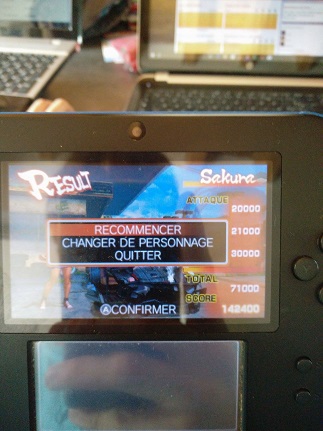 RESULT
Sakura
ATTAQUE
20000
RECOMMENCER
21000
CHANGER DE PERSONNAGE
QUITTER
30000
TOTAL
71000
SCORE
142400
ⒶCONFIRMER